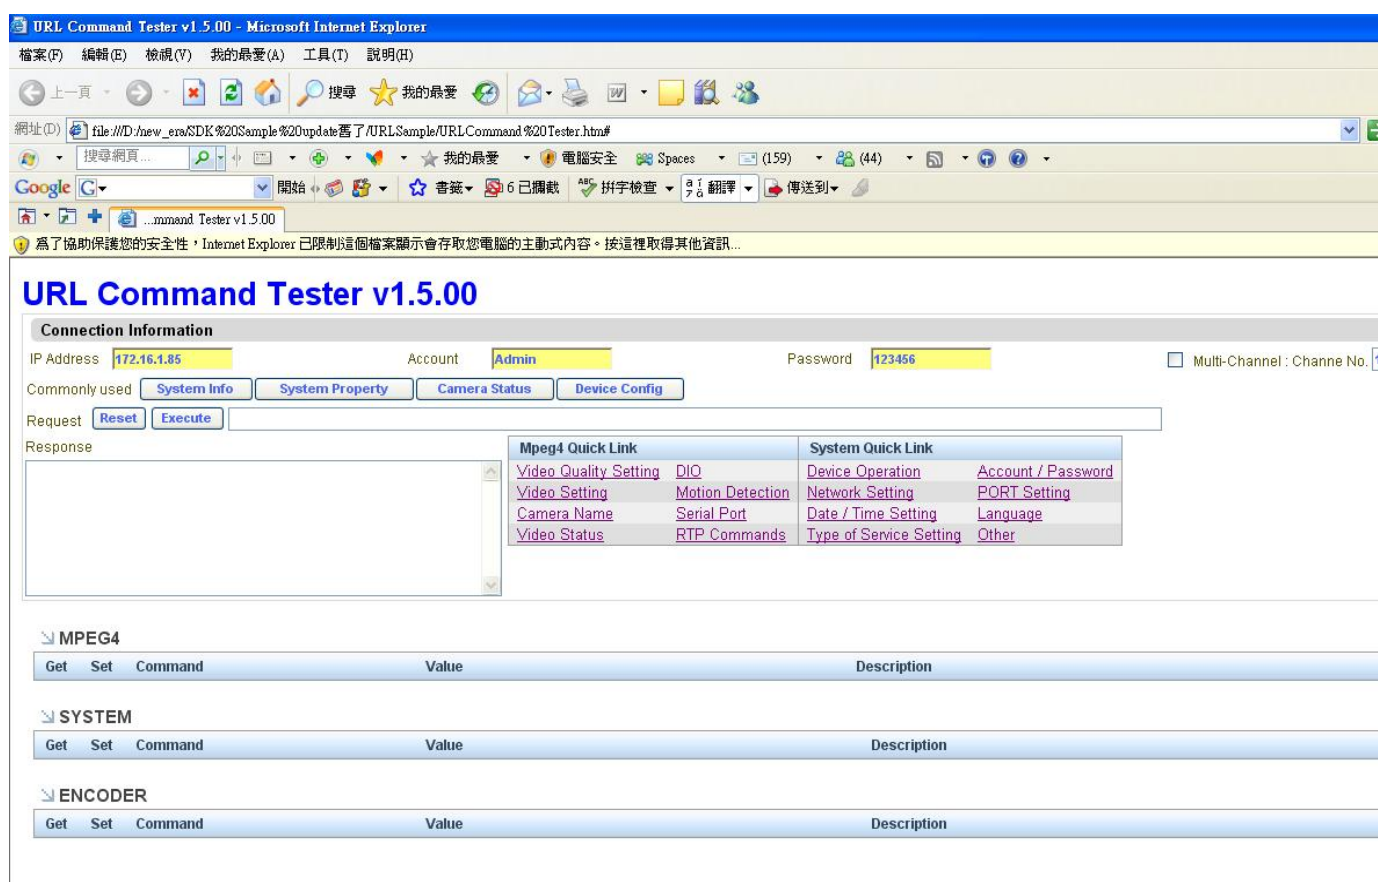 URL Command Tester v1.5.00 - Microsoft Internet Explorer
檔案(F) 編輯(E) 檢視(V) 我的最愛(A) 工具(T) 說明(H)
上一頁 搜尋 我的最愛
網址(D) file:///D:/new_era/SDK%20Sample%20update舊了/URLSample/URLCommand%20Tester.htm#
搜尋網頁... 我的最愛 電腦安全 Spaces (159) (44)
Google G 開始 書籤 6 已攔截 拼字檢查 翻譯 傳送到
...mmand Tester v1.5.00
為了協助保護您的安全性，Internet Explorer 已限制這個檔案顯示會存取您電腦的主動式內容。按這裡取得其他資訊...
URL Command Tester v1.5.00
Connection Information
IP Address 172.16.1.85 Account Admin Password 123456 Multi-Channel : Channe No. 1
Commonly used System Info System Property Camera Status Device Config
Request Reset Execute
Response Mpeg4 Quick Link System Quick Link
Video Quality Setting DIO Device Operation Account / Password
Video Setting Motion Detection Network Setting PORT Setting
Camera Name Serial Port Date / Time Setting Language
Video Status RTP Commands Type of Service Setting Other
MPEG4
Get Set Command Value Description
SYSTEM
Get Set Command Value Description
ENCODER
Get Set Command Value Description